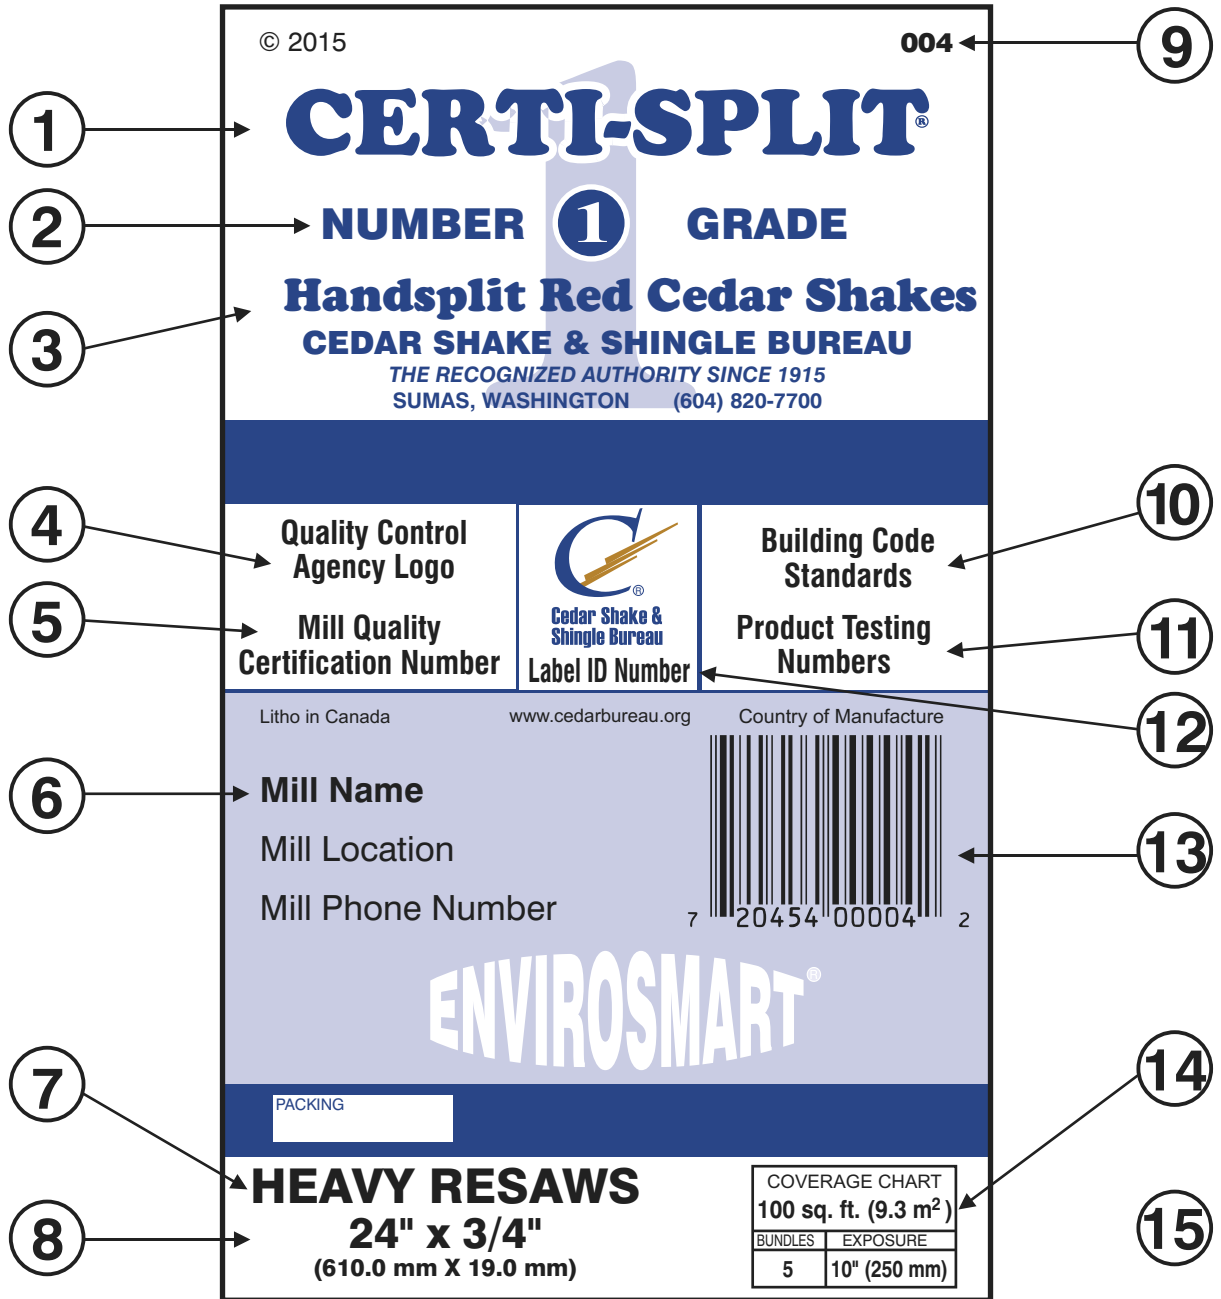 © 2015
004
9
1
CERTI-SPLIT®
2
NUMBER 1 GRADE
3
Handsplit Red Cedar Shakes
CEDAR SHAKE & SHINGLE BUREAU
THE RECOGNIZED AUTHORITY SINCE 1915
SUMAS, WASHINGTON (604) 820-7700
4
Quality Control
Agency Logo
5
Mill Quality
Certification Number
C®
Cedar Shake &
Shingle Bureau
Label ID Number
10
Building Code
Standards
11
Product Testing
Numbers
12
Litho in Canada
www.cedarbureau.org
Country of Manufacture
6
Mill Name
Mill Location
Mill Phone Number
13
7 20454 00004 2
ENVIROSMART®
7
PACKING
14
HEAVY RESAWS
8
24" x 3/4"
(610.0 mm X 19.0 mm)
COVERAGE CHART
100 sq. ft. (9.3 m²)
BUNDLES EXPOSURE
5 10" (250 mm)
15